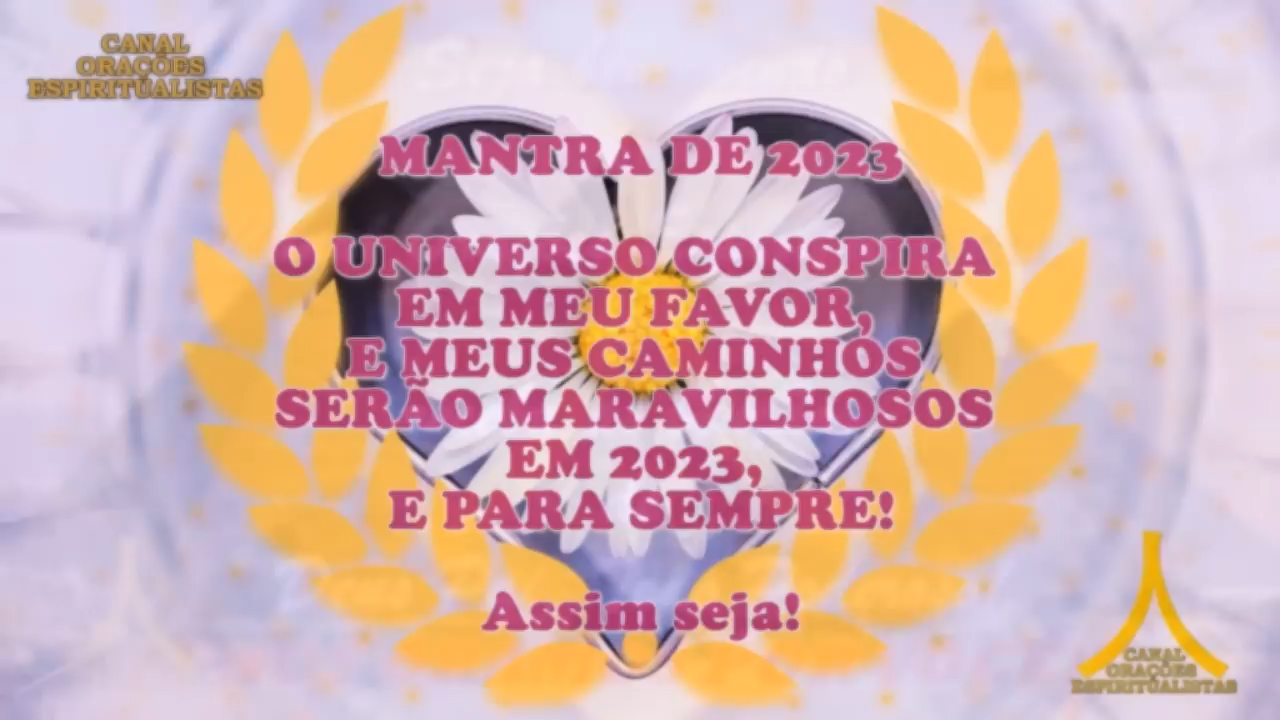 CANAL
ORAÇÕES
ESPIRITUALISTAS
MANTRA DE 2023
O UNIVERSO CONSPIRA
EM MEU FAVOR,
E MEUS CAMINHOS
SERÃO MARAVILHOSOS
EM 2023,
E PARA SEMPRE!
Assim seja!
CANAL
ORAÇÕES
ESPIRITUALISTAS